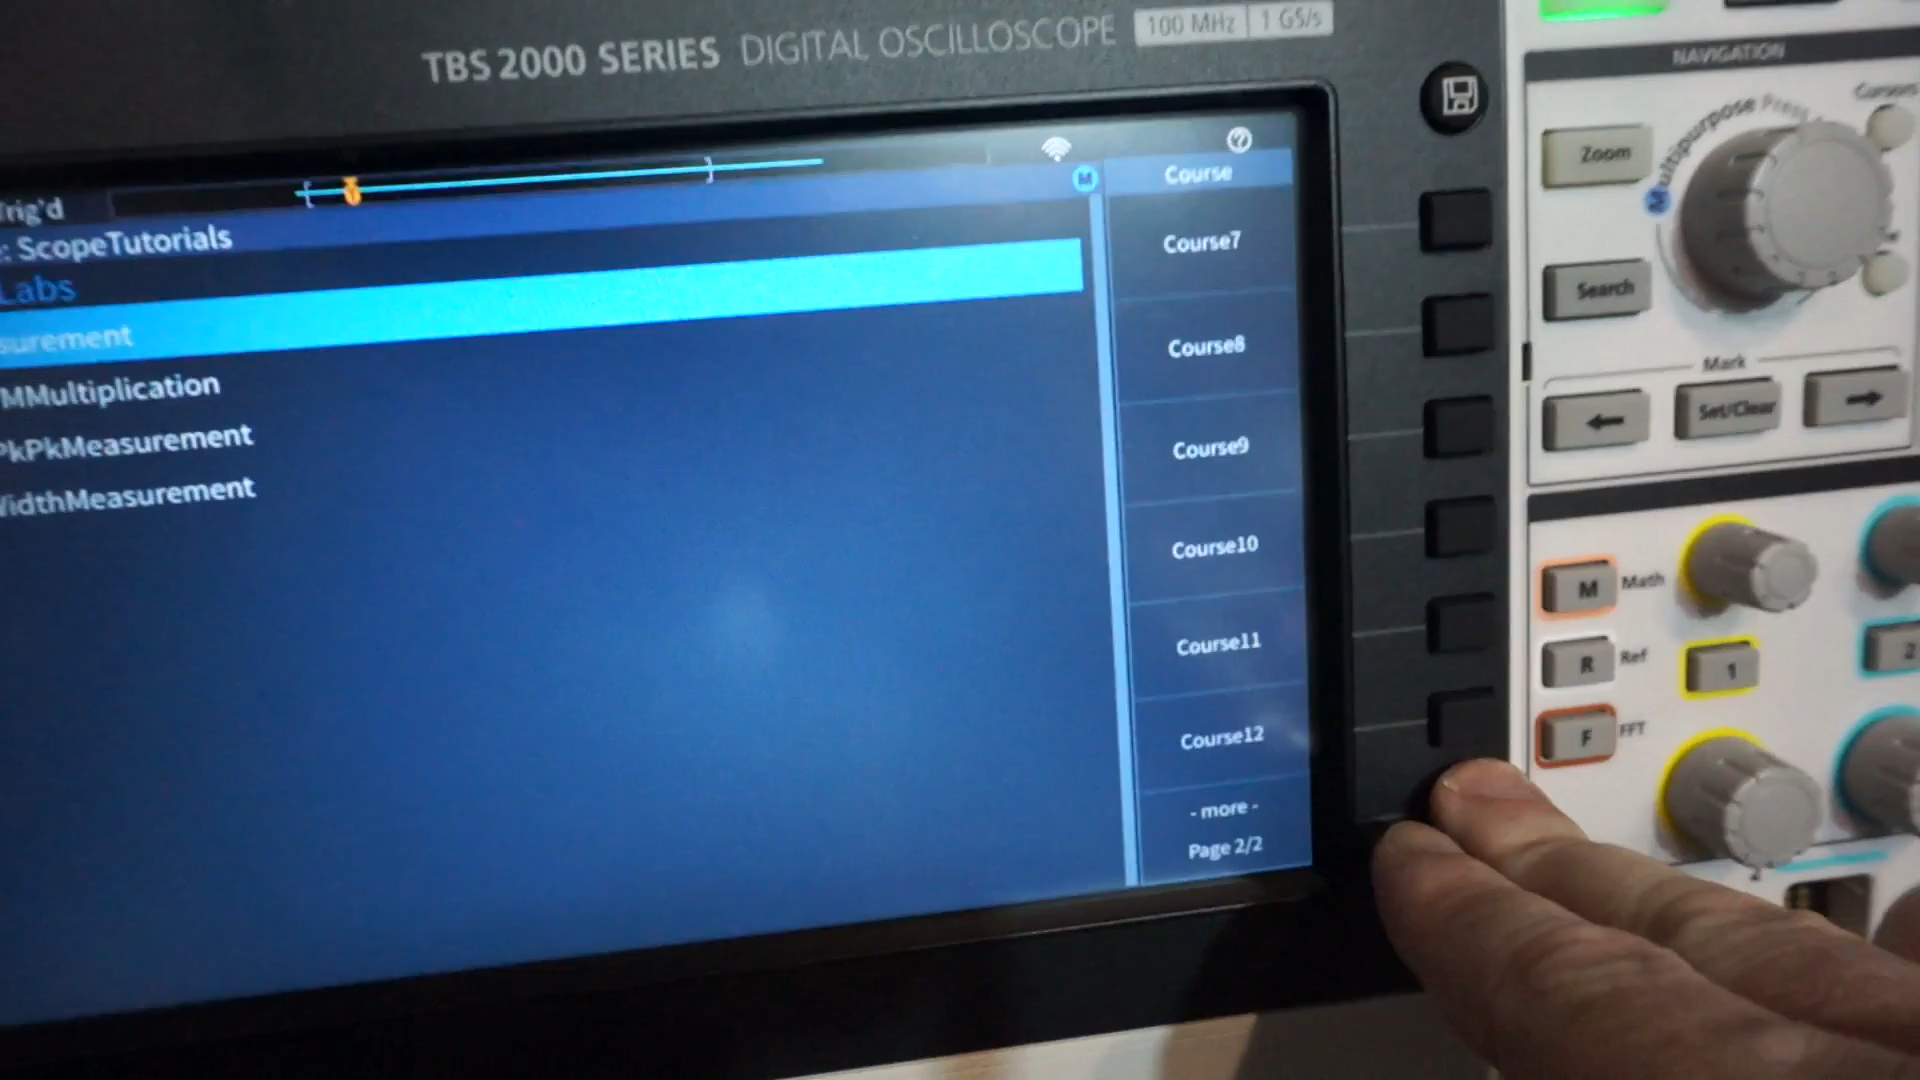 TBS 2000 SERIES DIGITAL OSCILLOSCOPE 100 MHz 1 GS/s
NAVIGATION
Cursors
Multipurpose
Zoom
M
Search
Mark
Set/Clear
Trig'd
M
: ScopeTutorials
Labs
surement
MMultiplication
PkPkMeasurement
WidthMeasurement
Course
Course7
Course8
Course9
Course10
Course11
Course12
- more -
Page 2/2
M Math
R Ref
F FFT
1
2